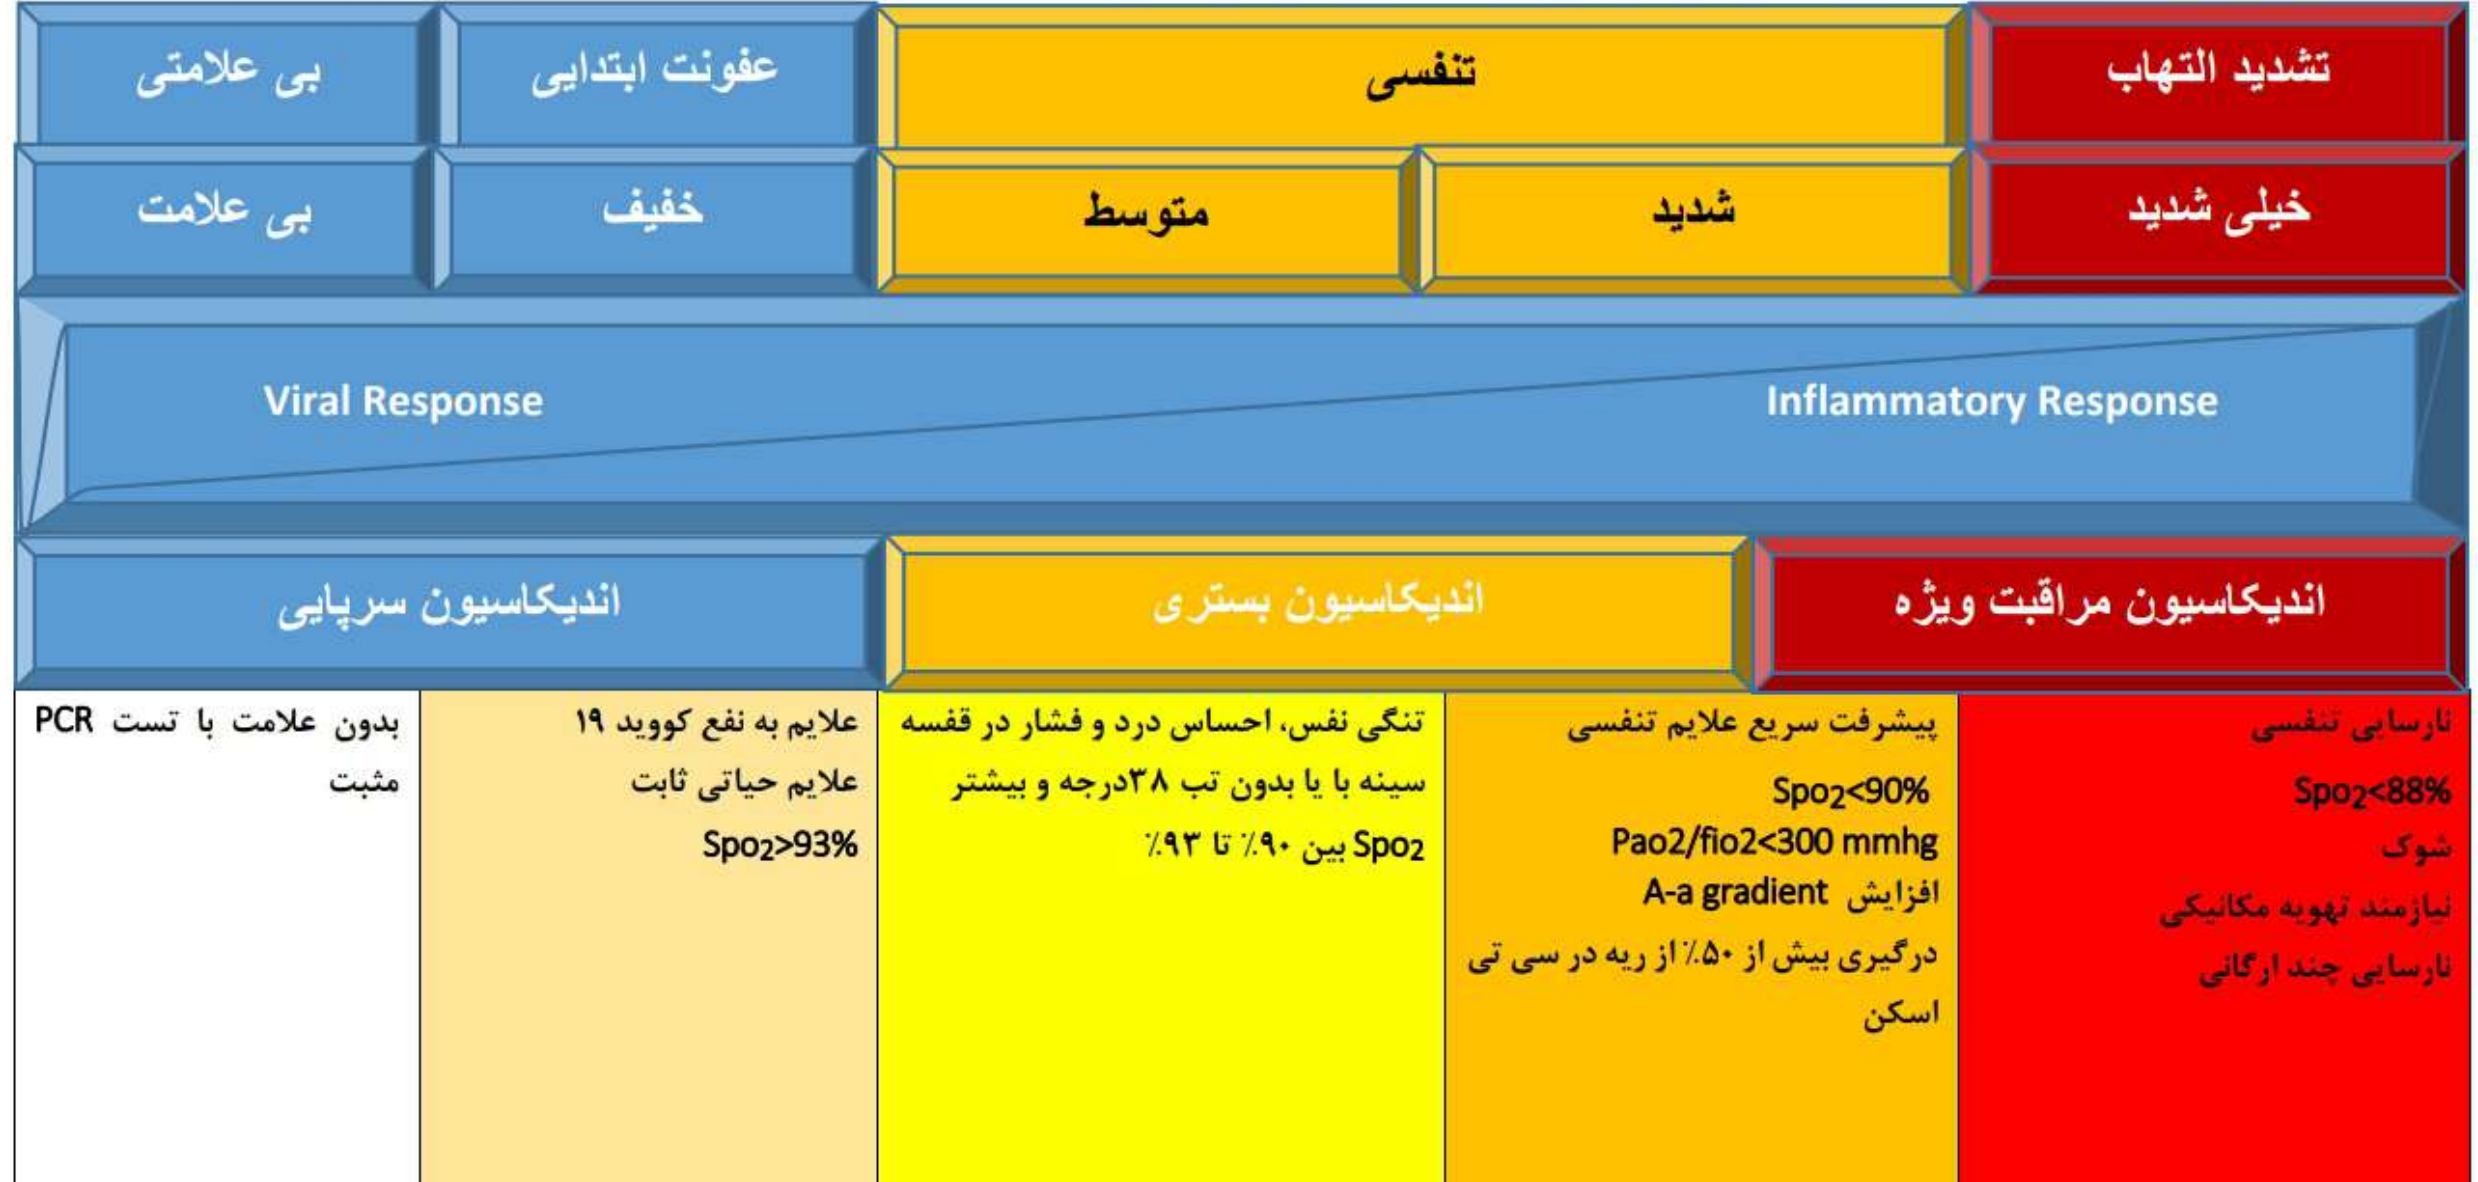 بی علامتی
عفونت ابتدایی
تنفسی
تشدید التهاب
بی علامت
خفیف
متوسط
شدید
خیلی شدید
Viral Response
Inflammatory Response
اندیکاسیون سرپایی
اندیکاسیون بستری
اندیکاسیون مراقبت ویژه
بدون علامت با تست PCR
مثبت
علایم به نفع کووید ۱۹
علایم حیاتی ثابت
Spo2>93%
تنگی نفس، احساس درد و فشار در قفسه
سینه با یا بدون تب ۳۸درجه و بیشتر
Spo2 بین ۹۰٪ تا ۹۳٪
پیشرفت سریع علایم تنفسی
Spo2<90%
Pao2/fio2<300 mmhg
افزایش A-a gradient
درگیری بیش از ۵۰٪ از ریه در سی تی
اسکن
نارسایی تنفسی
Spo2<88%
شوک
نیازمند تهویه مکانیکی
نارسایی چند ارگانی